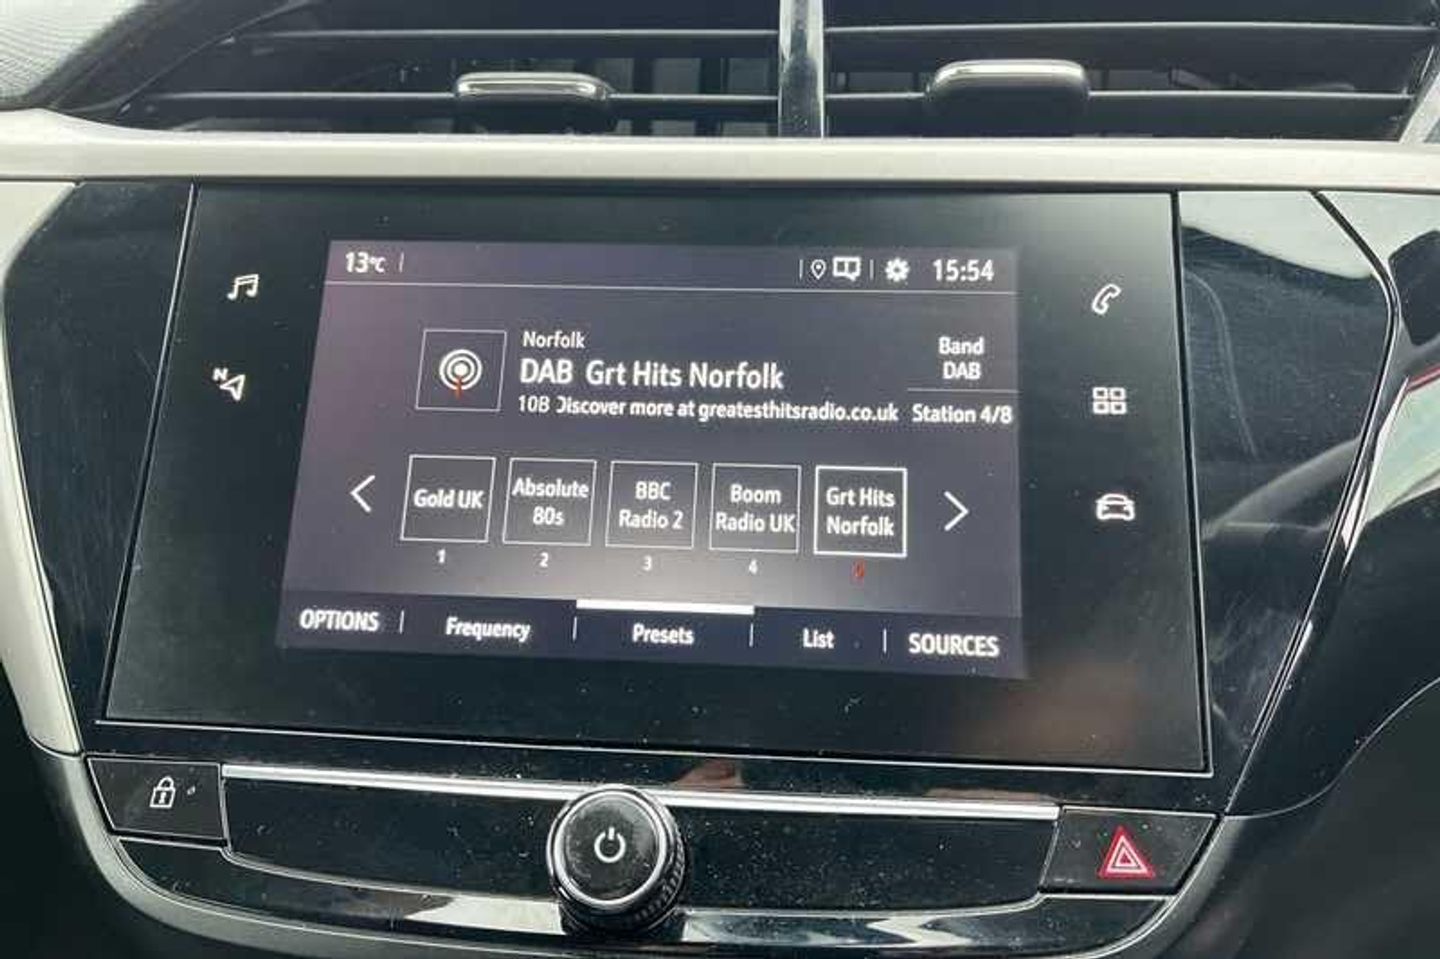 13°C
15:54
Norfolk
DAB Grt Hits Norfolk
10B Discover more at greatesthitsradio.co.uk
Band
DAB
Station 4/8
N
Gold UK
Absolute
80s
BBC
Radio 2
Boom
Radio UK
Grt Hits
Norfolk
1 2 3 4 5
OPTIONS Frequency Presets List SOURCES